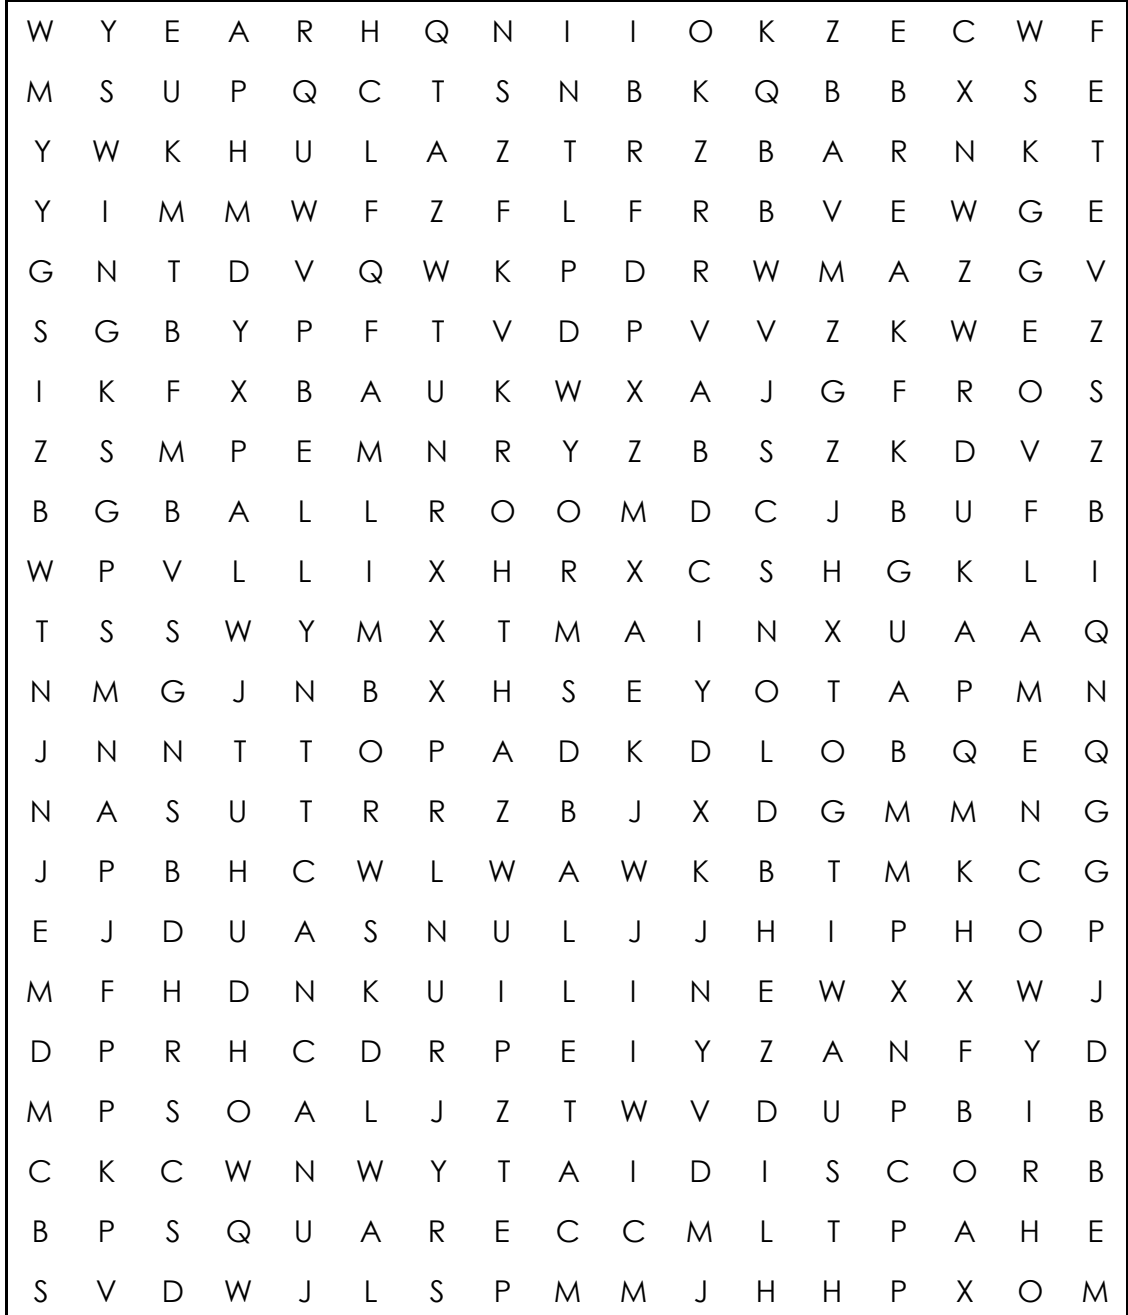 W Y E A R H Q N I I O K Z E C W F
M S U P Q C T S N B K Q B B X S E
Y W K H U L A Z T R Z B A R N K T
Y I M M W F Z F L F R B V E W G E
G N T D V Q W K P D R W M A Z G V
S G B Y P F T V D P V V Z K W E Z
I K F X B A U K W X A J G F R O S
Z S M P E M N R Y Z B S Z K D V Z
B G B A L L R O O M D C J B U F B
W P V L L I X H R X C S H G K L I
T S S W Y M X T M A I N X U A A Q
N M G J N B X H S E Y O T A P M N
J N N T T O P A D K D L O B Q E Q
N A S U T R R Z B J X D G M M N G
J P B H C W L W A W K B T M K C G
E J D U A S N U L J J H I P H O P
M F H D N K U I L I N E W X X W J
D P R H C D R P E I Y Z A N F Y D
M P S O A L J Z T W V D U P B I B
C K C W N W Y T A I D I S C O R B
B P S Q U A R E C C M L T P A H E
S V D W J L S P M M J H H P X O M